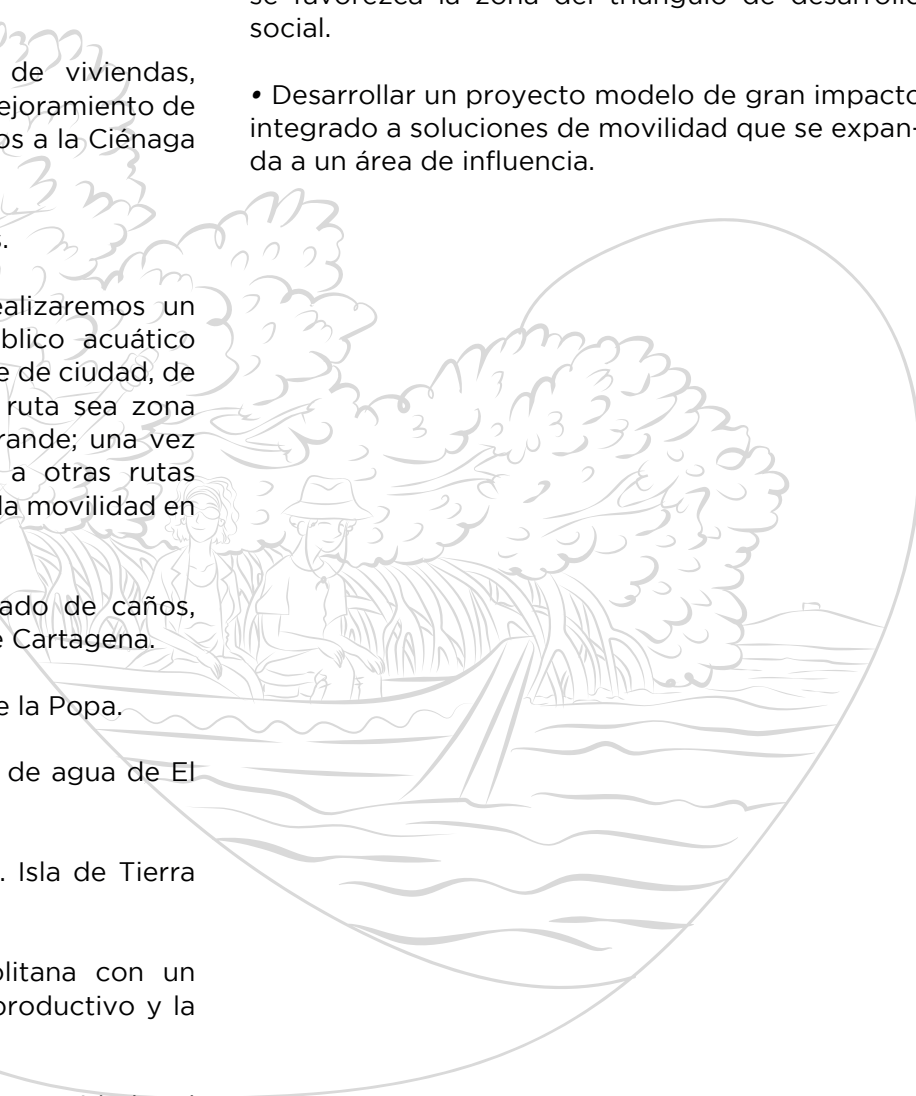 de viviendas,
ejoramiento de
os a la Ciénaga
s.
ealizaremos un
blico acuático
e de ciudad, de
ruta sea zona
rande; una vez
a otras rutas
la movilidad en
ado de caños,
e Cartagena.
e la Popa.
de agua de El
. Isla de Tierra
olitana con un
productivo y la
se favorezca la zona del triángulo de desarrollo
social.
• Desarrollar un proyecto modelo de gran impacto
integrado a soluciones de movilidad que se expan-
da a un área de influencia.